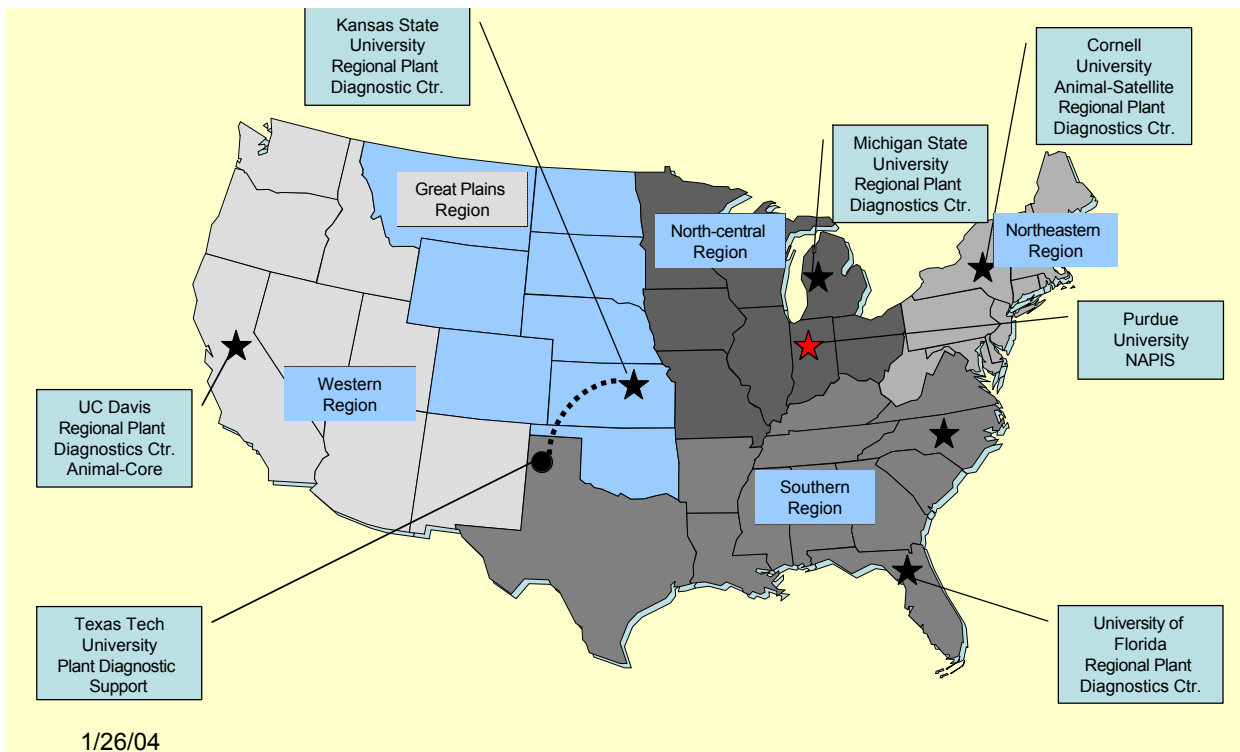 Kansas State
University
Regional Plant
Diagnostic Ctr.
Cornell
University
Animal-Satellite
Regional Plant
Diagnostics Ctr.
Michigan State
University
Regional Plant
Diagnostics Ctr.
Great Plains
Region
North-central
Region
Northeastern
Region
Purdue
University
NAPIS
Western
Region
UC Davis
Regional Plant
Diagnostics Ctr.
Animal-Core
Southern
Region
Texas Tech
University
Plant Diagnostic
Support
University of
Florida
Regional Plant
Diagnostics Ctr.
1/26/04